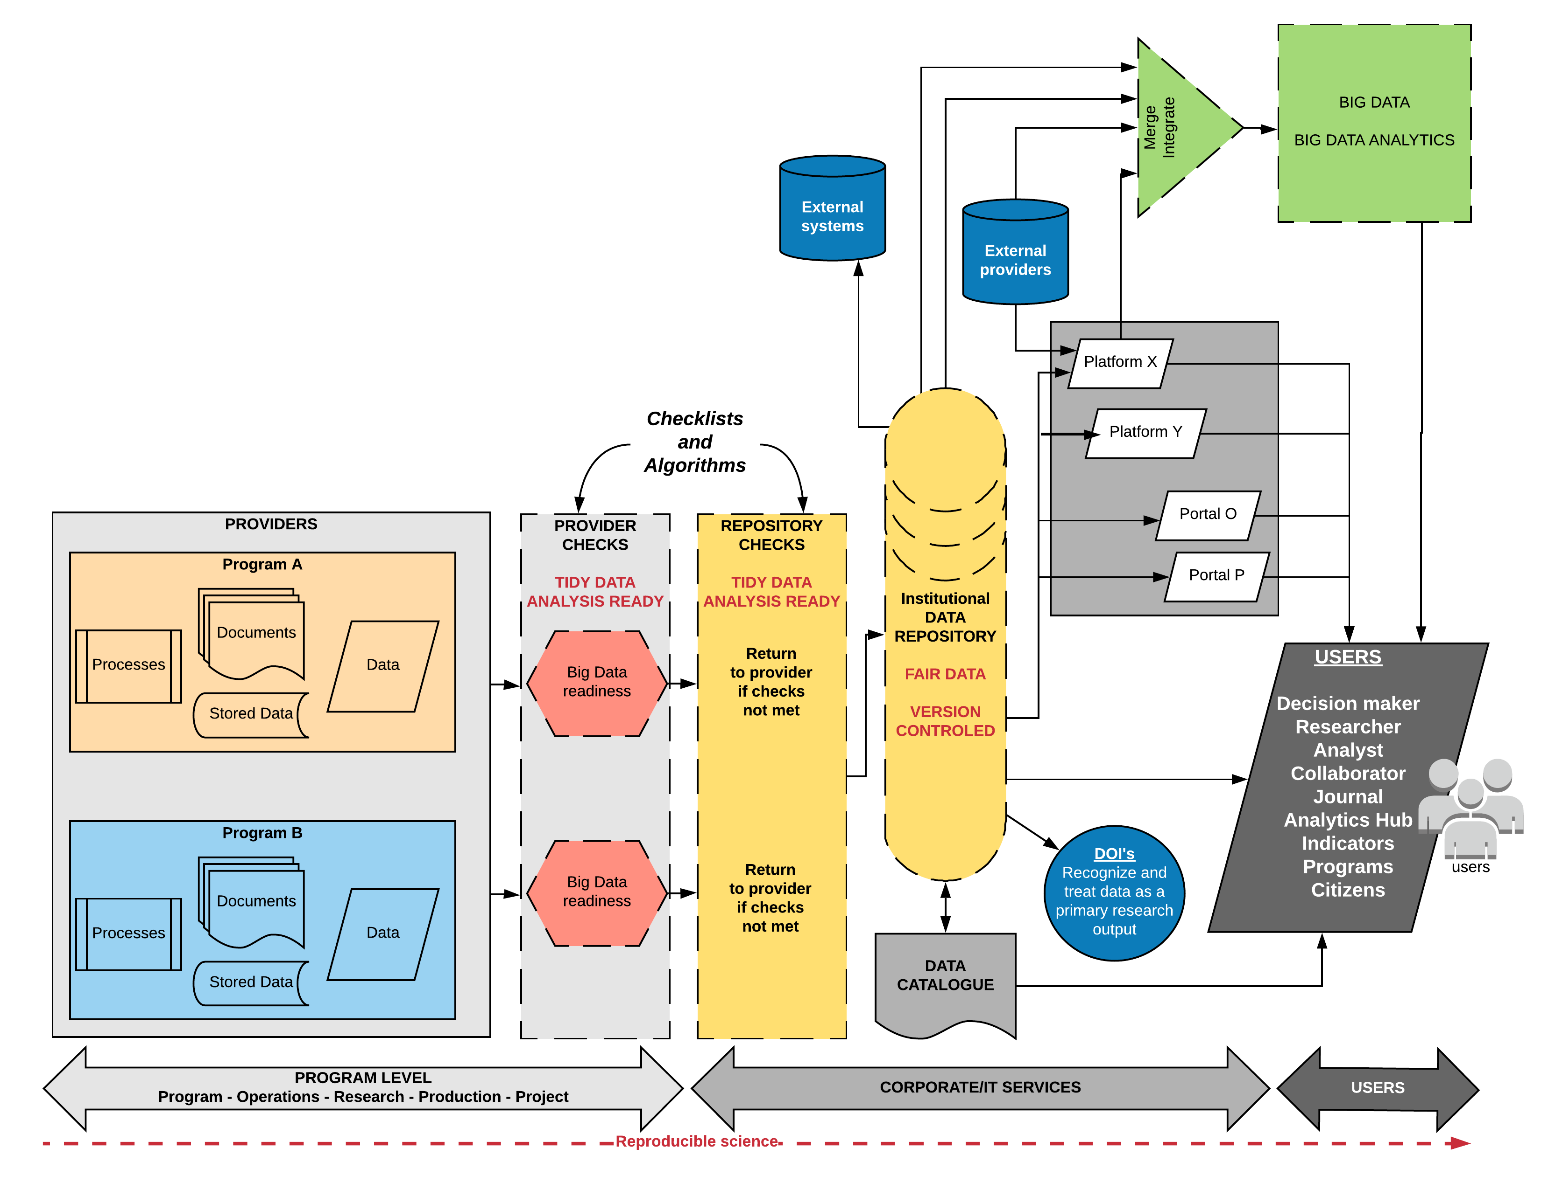 BIG DATA
BIG DATA ANALYTICS
Merge
Integrate
External
systems
External
providers
Platform X
Platform Y
Portal O
Portal P
Checklists
and
Algorithms
PROVIDERS
Program A
Processes
Documents
Stored Data
Data
Program B
Processes
Documents
Stored Data
Data
PROVIDER
CHECKS
TIDY DATA
ANALYSIS READY
Big Data
readiness
Big Data
readiness
REPOSITORY
CHECKS
TIDY DATA
ANALYSIS READY
Return
to provider
if checks
not met
Return
to provider
if checks
not met
Institutional
DATA
REPOSITORY
FAIR DATA
VERSION
CONTROLED
DOI's
Recognize and
treat data as a
primary research
output
DATA
CATALOGUE
USERS
Decision maker
Researcher
Analyst
Collaborator
Journal
Analytics Hub
Indicators
Programs
Citizens
users
PROGRAM LEVEL
Program - Operations - Research - Production - Project
CORPORATE/IT SERVICES
USERS
Reproducible science